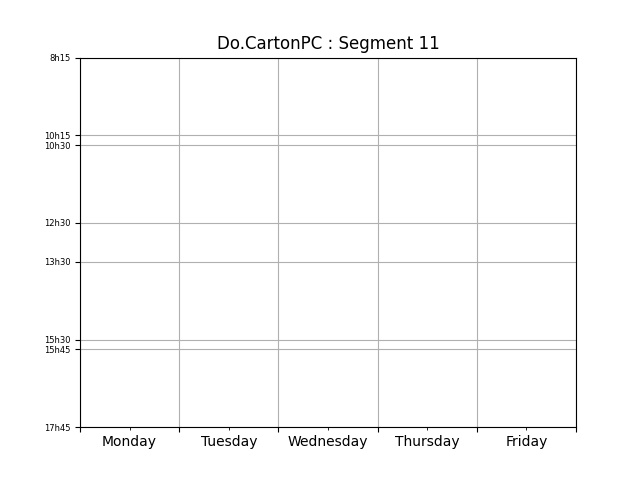 Do.CartonPC : Segment 11
8h15
10h15
10h30
12h30
13h30
15h30
15h45
17h45
Monday Tuesday Wednesday Thursday Friday